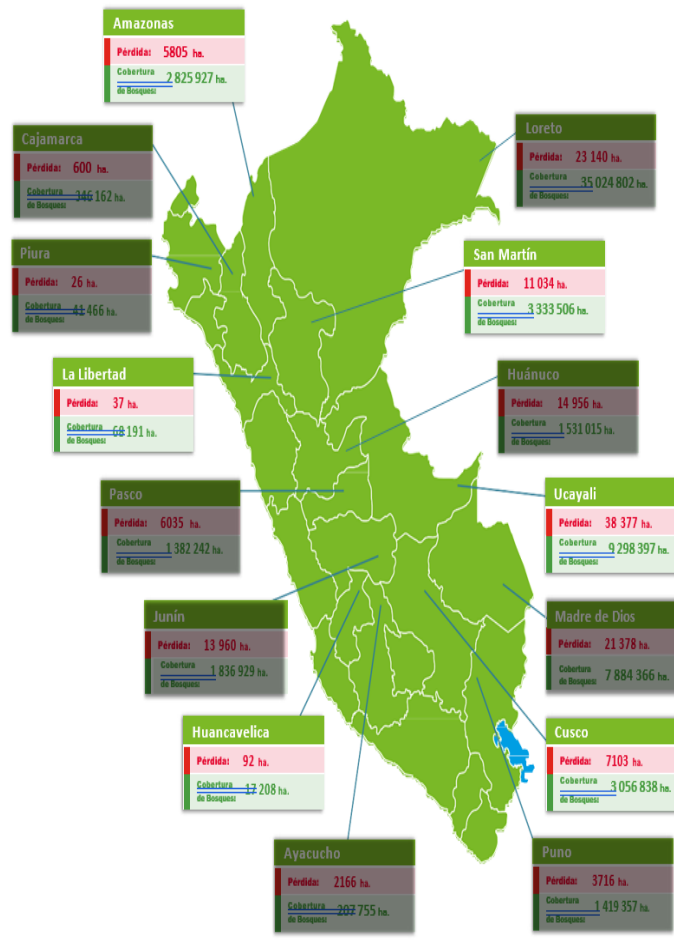 Amazonas
Pérdida: 5805 ha.
Cobertura
de Bosques: 2 825 927 ha.
Cajamarca
Pérdida: 600 ha.
Cobertura
de Bosques: 346 162 ha.
Loreto
Pérdida: 23 140 ha.
Cobertura
de Bosques: 35 024 802 ha.
Piura
Pérdida: 26 ha.
Cobertura
de Bosques: 41 466 ha.
San Martín
Pérdida: 11 034 ha.
Cobertura
de Bosques: 3 333 506 ha.
La Libertad
Pérdida: 37 ha.
Cobertura
de Bosques: 68 191 ha.
Huánuco
Pérdida: 14 956 ha.
Cobertura
de Bosques: 1 531 015 ha.
Pasco
Pérdida: 6035 ha.
Cobertura
de Bosques: 1 382 242 ha.
Ucayali
Pérdida: 38 377 ha.
Cobertura
de Bosques: 9 298 397 ha.
Junín
Pérdida: 13 960 ha.
Cobertura
de Bosques: 1 836 929 ha.
Madre de Dios
Pérdida: 21 378 ha.
Cobertura
de Bosques: 7 884 366 ha.
Huancavelica
Pérdida: 92 ha.
Cobertura
de Bosques: 17 208 ha.
Cusco
Pérdida: 7103 ha.
Cobertura
de Bosques: 3 056 838 ha.
Ayacucho
Pérdida: 2166 ha.
Cobertura
de Bosques: 207 755 ha.
Puno
Pérdida: 3716 ha.
Cobertura
de Bosques: 1 419 357 ha.